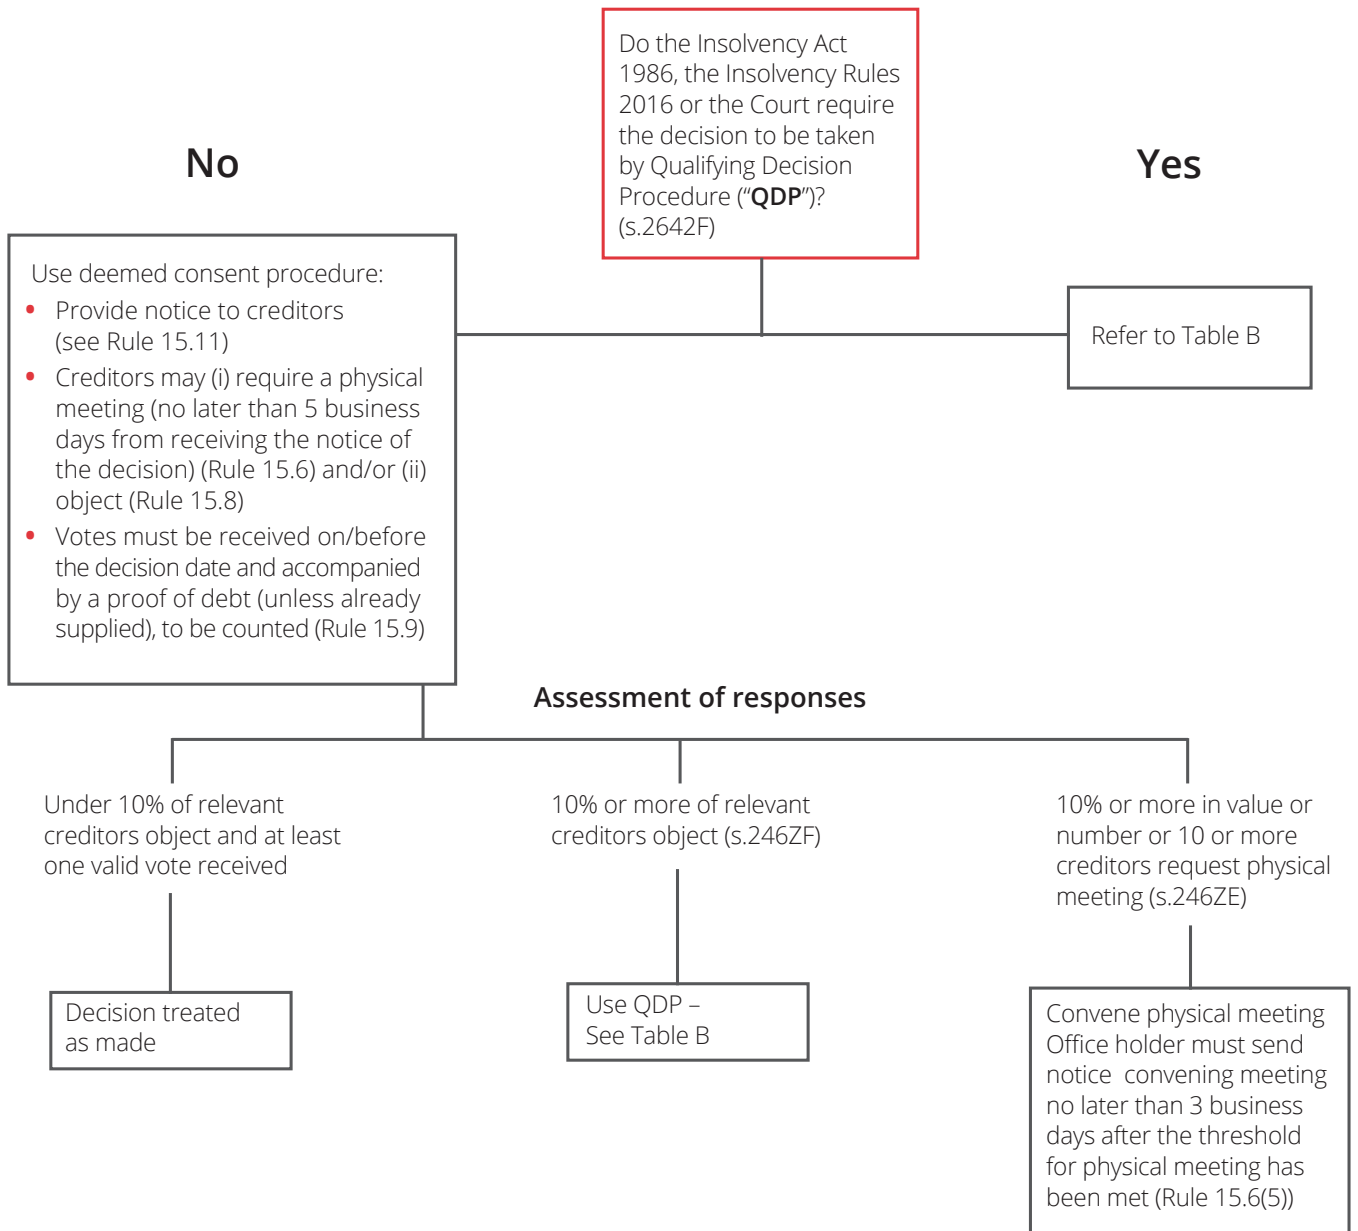 Do the Insolvency Act
1986, the Insolvency Rules
2016 or the Court require
the decision to be taken
by Qualifying Decision
Procedure (“QDP”)?
(s.2642F)
No
Yes
Use deemed consent procedure:
• Provide notice to creditors
(see Rule 15.11)
• Creditors may (i) require a physical
meeting (no later than 5 business
days from receiving the notice of
the decision) (Rule 15.6) and/or (ii)
object (Rule 15.8)
• Votes must be received on/before
the decision date and accompanied
by a proof of debt (unless already
supplied), to be counted (Rule 15.9)
Refer to Table B
Assessment of responses
Under 10% of relevant
creditors object and at least
one valid vote received
10% or more of relevant
creditors object (s.246ZF)
10% or more in value or
number or 10 or more
creditors request physical
meeting (s.246ZE)
Decision treated
as made
Use QDP –
See Table B
Convene physical meeting
Office holder must send
notice convening meeting
no later than 3 business
days after the threshold
for physical meeting has
been met (Rule 15.6(5))